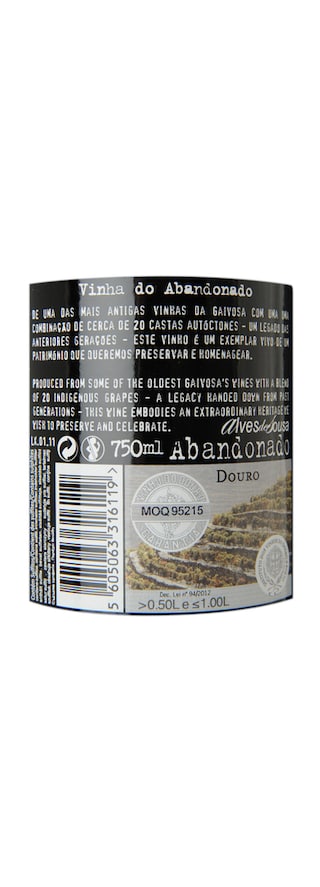 Vinha do Abandonado
DE UMA DAS MAIS ANTIGAS VINHAS DA GAIVOSA COM UMA
COMBINAÇÃO DE CERCA DE 20 CASTAS AUTÓCTONES - UM LEGADO DAS
ANTERIORES GERAÇÕES - ESTE VINHO É UM EXEMPLAR VIVO DE UM
PATRIMÓNIO QUE QUEREMOS PRESERVAR E HOMENAGEAR.
PRODUCED FROM SOME OF THE OLDEST GAIVOSA'S VINES WITH A BLEND
OF 20 INDIGENOUS GRAPES - A LEGACY HANDED DOWN FROM PAST
GENERATIONS - THIS WINE EMBODIES AN EXTRAORDINARY HERITAGE WE
WISH TO PRESERVE AND CELEBRATE.
alves de sousa
LX.01.11
750ml Abandonado
DOURO
5 605063 316119 >
MOQ 95215
GARANTIA
Dec. Lei nº 94/2012
>0.50L e ≤1.00L